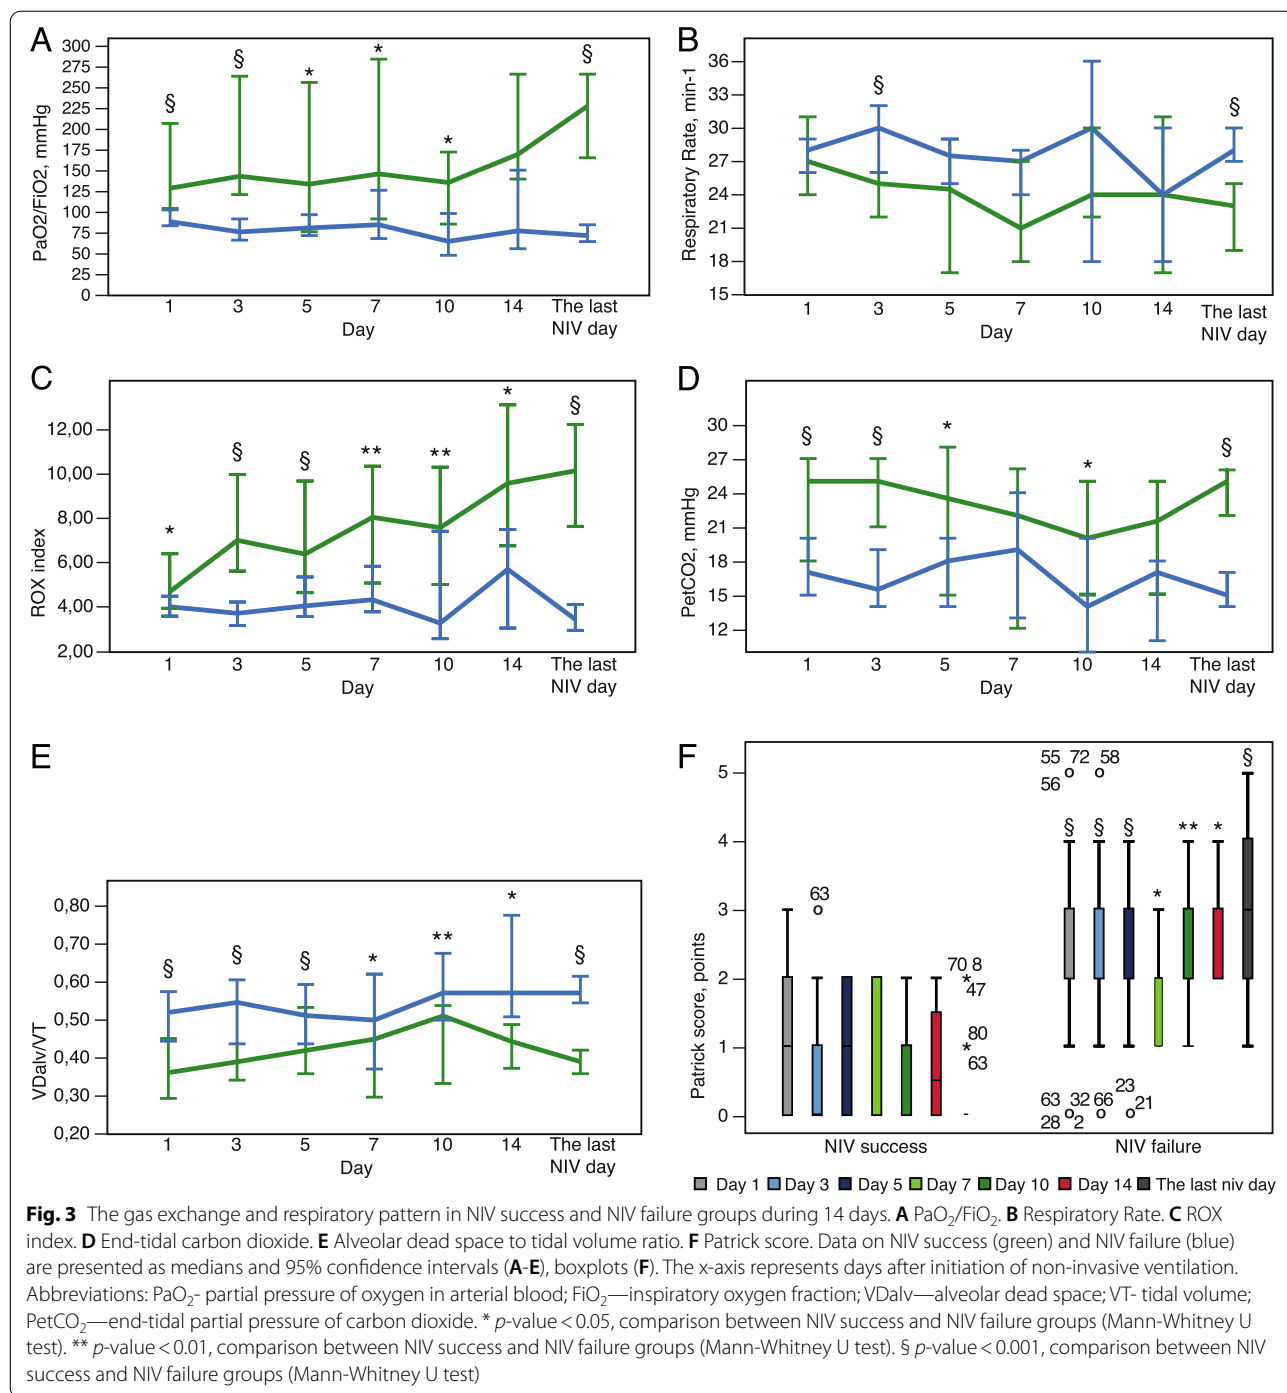 A
300
275
250
225
200
175
150
125
100
75
50
25
0
PaO2/FiO2, mmHg
§
§
*
*
*
§
1 3 5 7 10 14 The last
NIV day
Day
B
36
33
30
27
24
21
18
15
Respiratory Rate, min-1
§
§
1 3 5 7 10 14 The last
NIV day
Day
C
12,00
10,00
8,00
6,00
4,00
2,00
ROX index
*
§
§
**
**
*
§
1 3 5 7 10 14 The last
NIV day
Day
D
30
27
24
21
18
15
12
PetCO2, mmHg
§
§
*
*
§
1 3 5 7 10 14 The last
NIV day
Day
E
0,80
0,70
0,60
0,50
0,40
0,30
0,20
VDalv/VT
§
§
§
*
**
*
§
1 3 5 7 10 14 The last
NIV day
Day
F
5
4
3
2
1
0
Patrick score, points
63
70 8
*
47
80
*
63
55 72 58
56
§
§ § § ** *
*
63 32 66 23 21
28 2
NIV success NIV failure
Day 1 Day 3 Day 5 Day 7 Day 10 Day 14 The last niv day
Fig. 3 The gas exchange and respiratory pattern in NIV success and NIV failure groups during 14 days. A PaO2/FiO2. B Respiratory Rate. C ROX
index. D End-tidal carbon dioxide. E Alveolar dead space to tidal volume ratio. F Patrick score. Data on NIV success (green) and NIV failure (blue)
are presented as medians and 95% confidence intervals (A-E), boxplots (F). The x-axis represents days after initiation of non-invasive ventilation.
Abbreviations: PaO2- partial pressure of oxygen in arterial blood; FiO2—inspiratory oxygen fraction; VDalv—alveolar dead space; VT- tidal volume;
PetCO2—end-tidal partial pressure of carbon dioxide. * p-value < 0.05, comparison between NIV success and NIV failure groups (Mann-Whitney U
test). ** p-value < 0.01, comparison between NIV success and NIV failure groups (Mann-Whitney U test). § p-value < 0.001, comparison between NIV
success and NIV failure groups (Mann-Whitney U test)